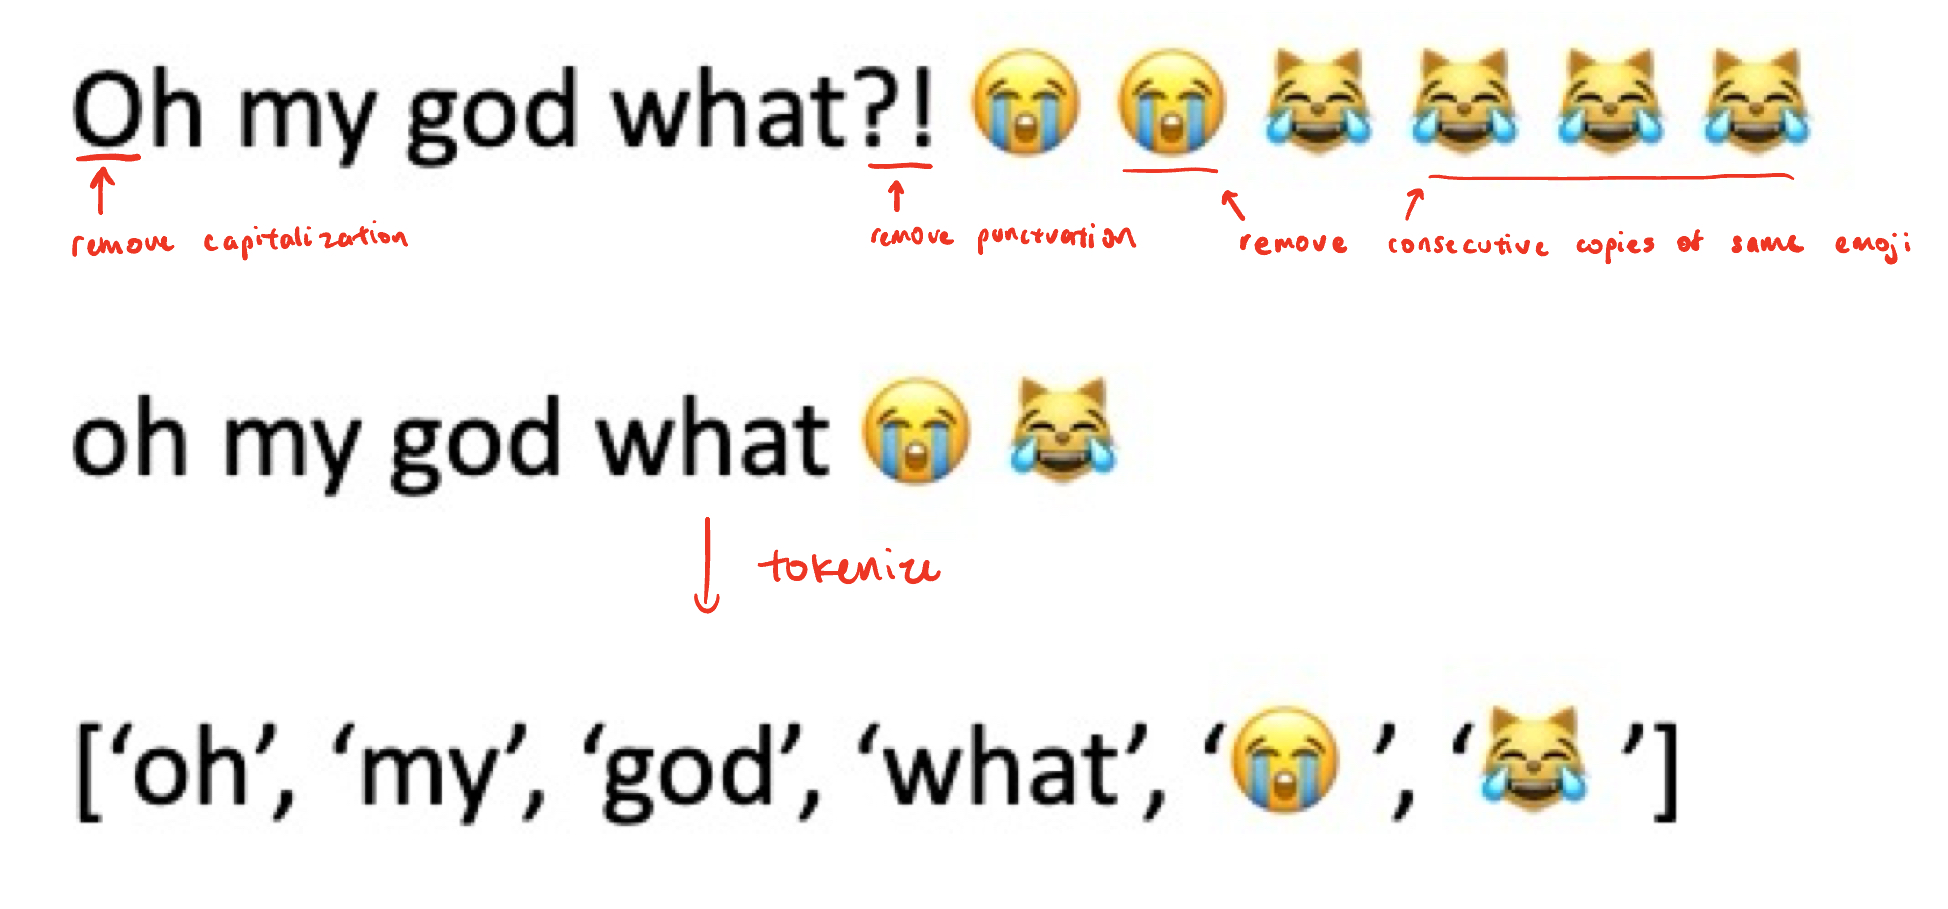 Oh my god what?! 😭 😭 😹 😹 😹 😹
remove capitalization remove punctuation remove consecutive copies of same emoji
oh my god what 😭 😹
tokenize
[‘oh’, ‘my’, ‘god’, ‘what’, ‘😭 ’, ‘😹 ’]